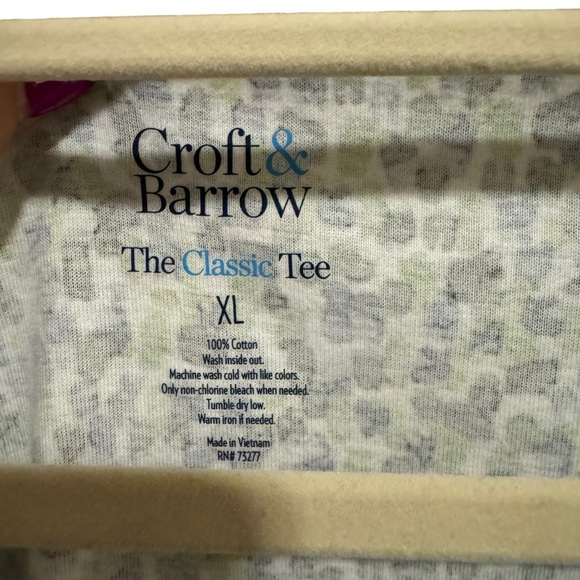 Croft &
Barrow
The Classic Tee
XL
100% Cotton
Wash inside out.
Machine wash cold with like colors.
Only non-chlorine bleach when needed.
Tumble dry low.
Warm iron if needed.
Made in Vietnam
RN# 73277